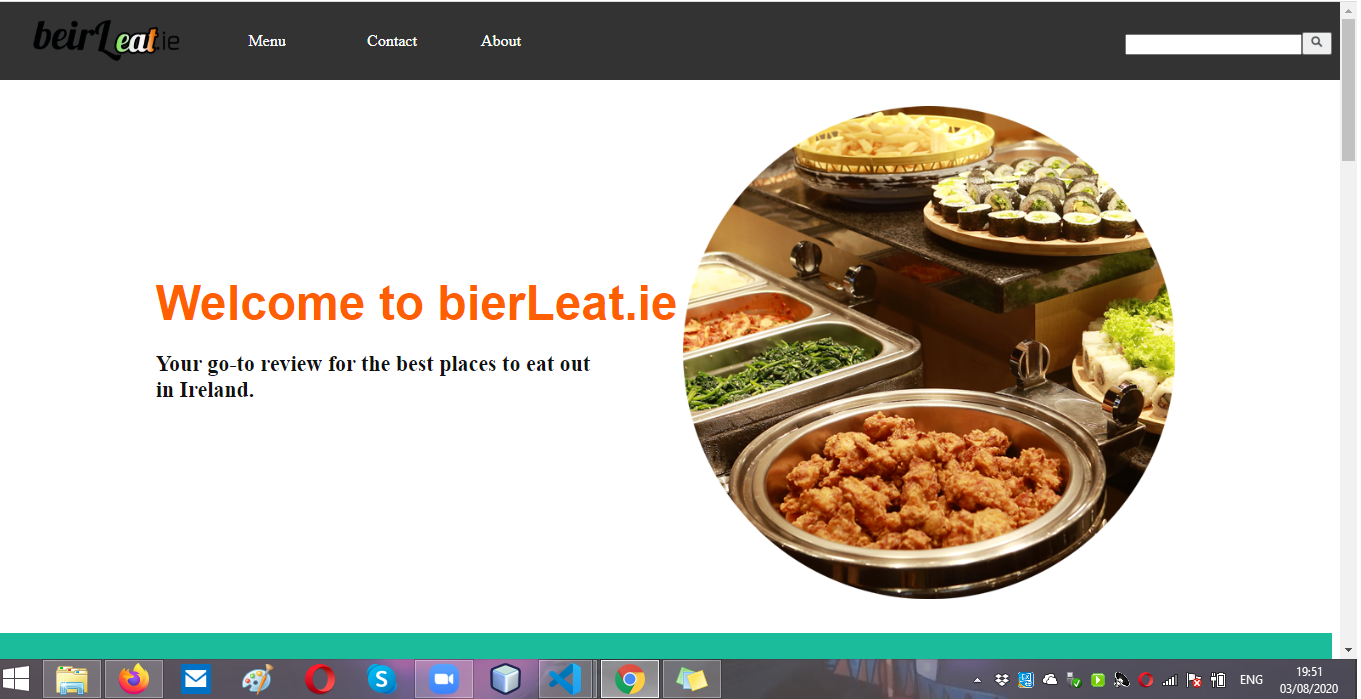 beirLeat.ie
Menu
Contact
About
Welcome to bierLeat.ie
Your go-to review for the best places to eat out
in Ireland.
ENG
19:51
03/08/2020